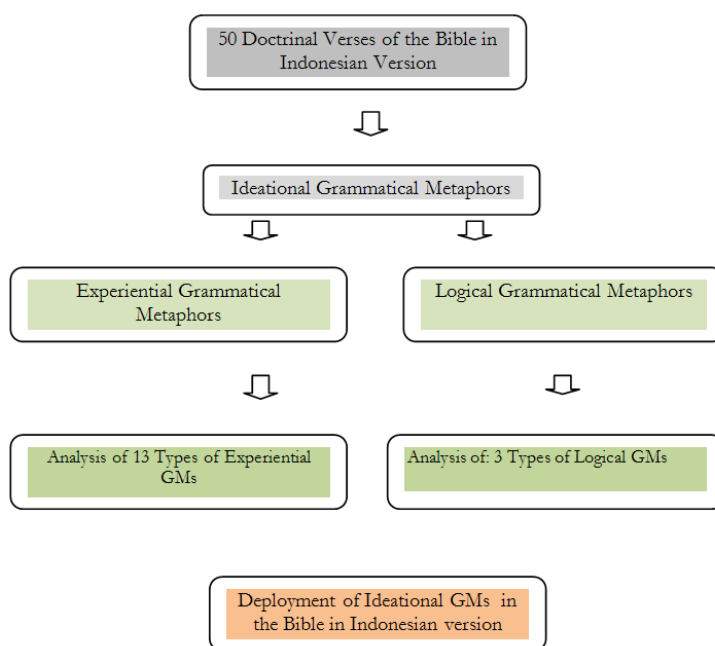 50 Doctrinal Verses of the Bible in
Indonesian Version
Ideational Grammatical Metaphors
Experiential Grammatical
Metaphors
Logical Grammatical Metaphors
Analysis of 13 Types of Experiential
GMs
Analysis of: 3 Types of Logical GMs
Deployment of Ideational GMs in
the Bible in Indonesian version